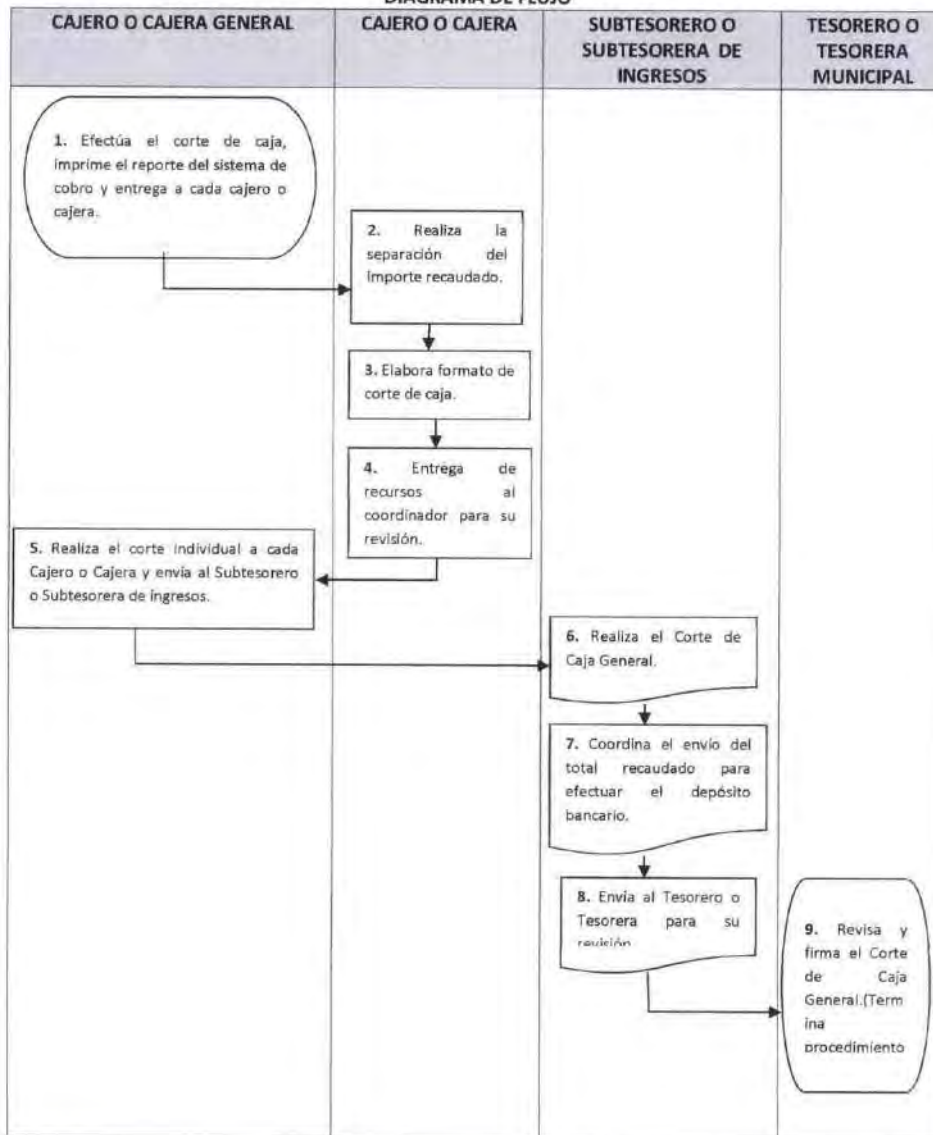 DIAGRAMA DE FLUJO
CAJERO O CAJERA GENERAL
CAJERO O CAJERA
SUBTESORERO O
SUBTESORERA DE
INGRESOS
TESORERO O
TESORERA
MUNICIPAL
1. Efectúa el corte de caja,
imprime el reporte del sistema de
cobro y entrega a cada cajero o
cajera.
2. Realiza la
separación del
importe recaudado.
3. Elabora formato de
corte de caja.
4. Entrega de
recursos al
coordinador para su
revisión.
5. Realiza el corte individual a cada
Cajero o Cajera y envía al Subtesorero
o Subtesorera de ingresos.
6. Realiza el Corte de
Caja General.
7. Coordina el envío del
total recaudado para
efectuar el depósito
bancario.
8. Envía al Tesorero o
Tesorera para su
revisión
9. Revisa y
firma el Corte
de Caja
General.(Term
ina
procedimiento